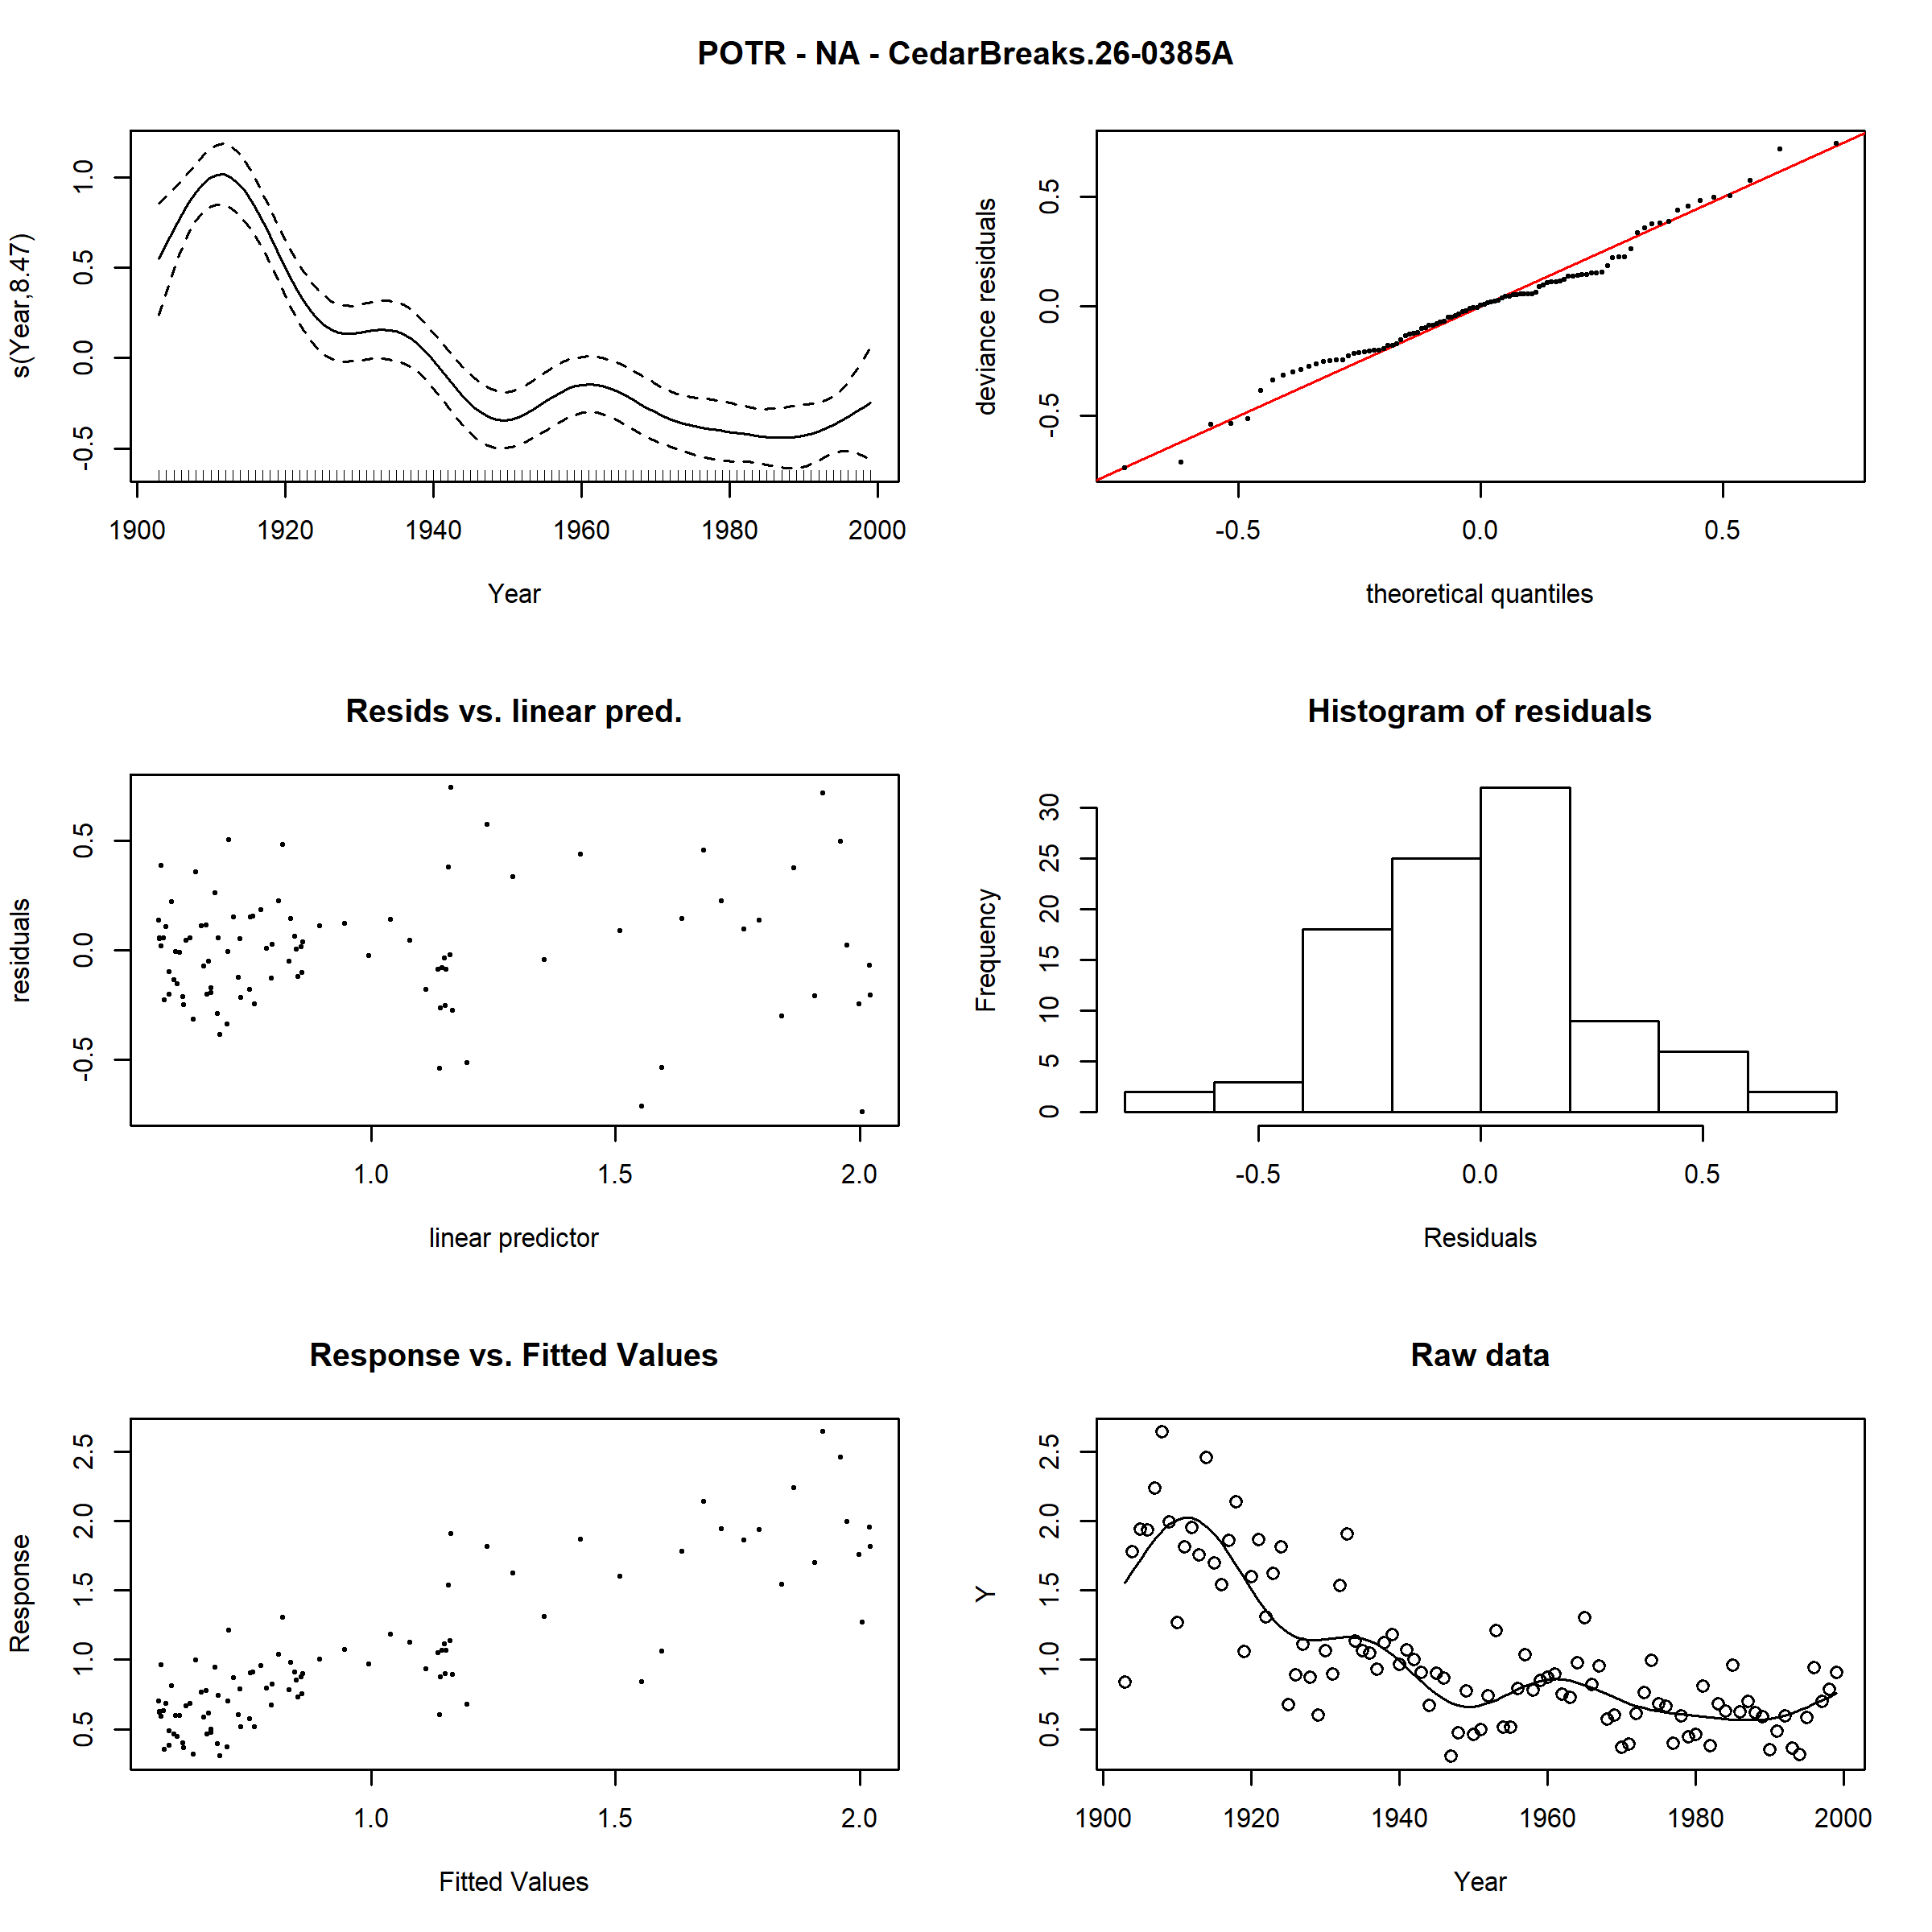 POTR - NA - CedarBreaks.26-0385A
s(Year,8.47)
1.0
0.5
0.0
-0.5
1900 1920 1940 1960 1980 2000
Year
deviance residuals
0.5
0.0
-0.5
-0.5 0.0 0.5
theoretical quantiles
Resids vs. linear pred.
residuals
0.5
0.0
-0.5
1.0 1.5 2.0
linear predictor
Histogram of residuals
Frequency
30
25
20
15
10
5
0
-0.5 0.0 0.5
Residuals
Response vs. Fitted Values
Response
2.5
2.0
1.5
1.0
0.5
1.0 1.5 2.0
Fitted Values
Raw data
Y
2.5
2.0
1.5
1.0
0.5
1900 1920 1940 1960 1980 2000
Year